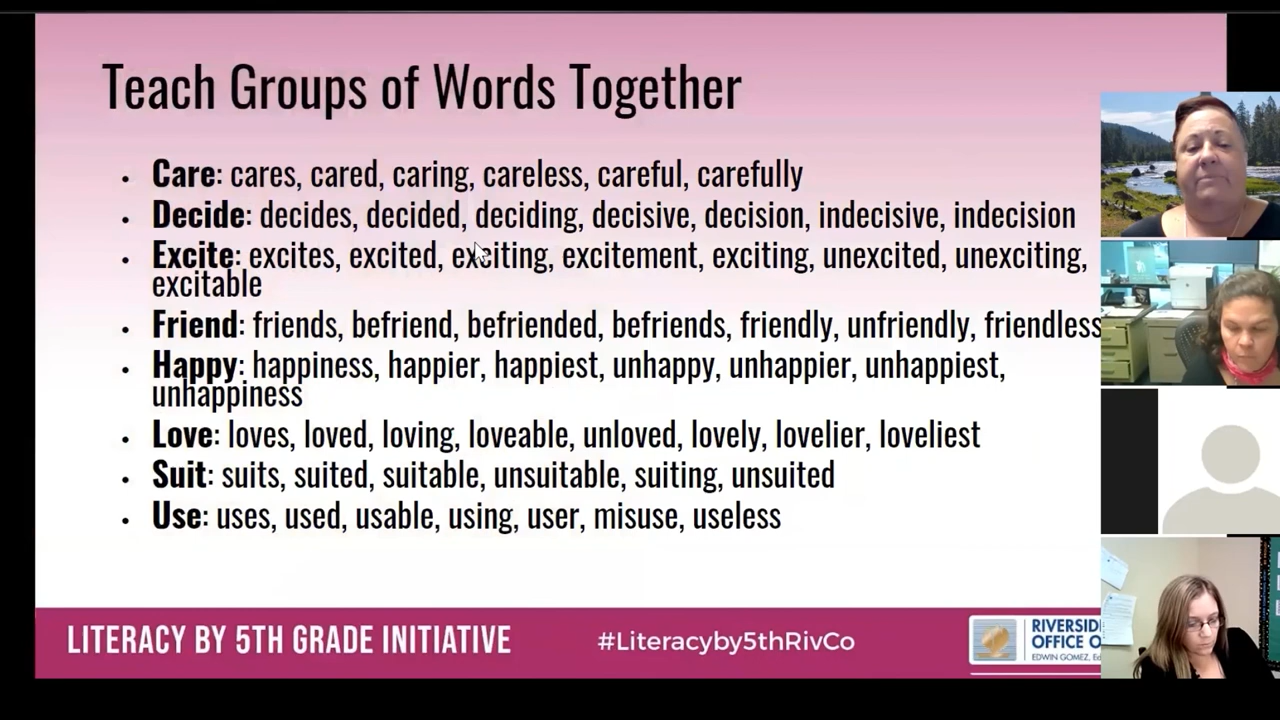 Teach Groups of Words Together
• Care: cares, cared, caring, careless, careful, carefully
• Decide: decides, decided, deciding, decisive, decision, indecisive, indecision
• Excite: excites, excited, exciting, excitement, exciting, unexcited, unexciting,
excitable
• Friend: friends, befriend, befriended, befriends, friendly, unfriendly, friendless
• Happy: happiness, happier, happiest, unhappy, unhappier, unhappiest,
unhappiness
• Love: loves, loved, loving, loveable, unloved, lovely, lovelier, loveliest
• Suit: suits, suited, suitable, unsuitable, suiting, unsuited
• Use: uses, used, usable, using, user, misuse, useless
LITERACY BY 5TH GRADE INITIATIVE
#Literacyby5thRivCo
RIVERSID
OFFICE O
EDWIN GOMEZ, Ed